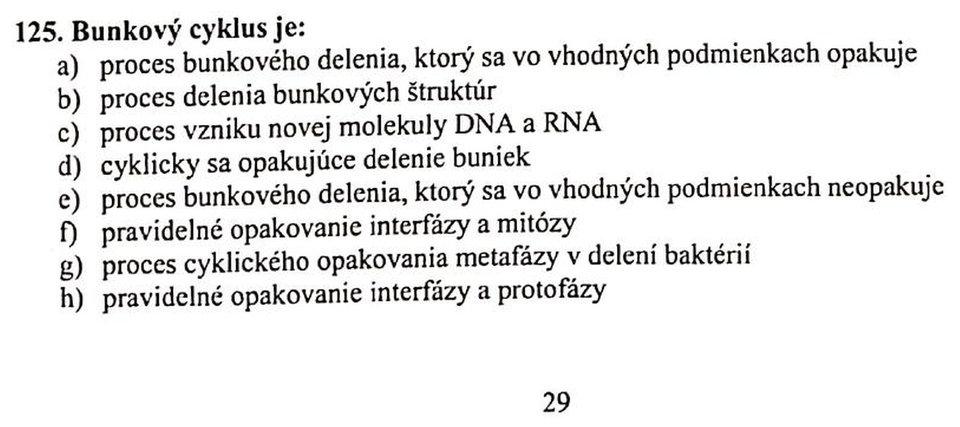 125. Bunkový cyklus je:
a) proces bunkového delenia, ktorý sa vo vhodných podmienkach opakuje
b) proces delenia bunkových štruktúr
c) proces vzniku novej molekuly DNA a RNA
d) cyklicky sa opakujúce delenie buniek
e) proces bunkového delenia, ktorý sa vo vhodných podmienkach neopakuje
f) pravidelné opakovanie interfázy a mitózy
g) proces cyklického opakovania metafázy v delení baktérií
h) pravidelné opakovanie interfázy a protofázy
29